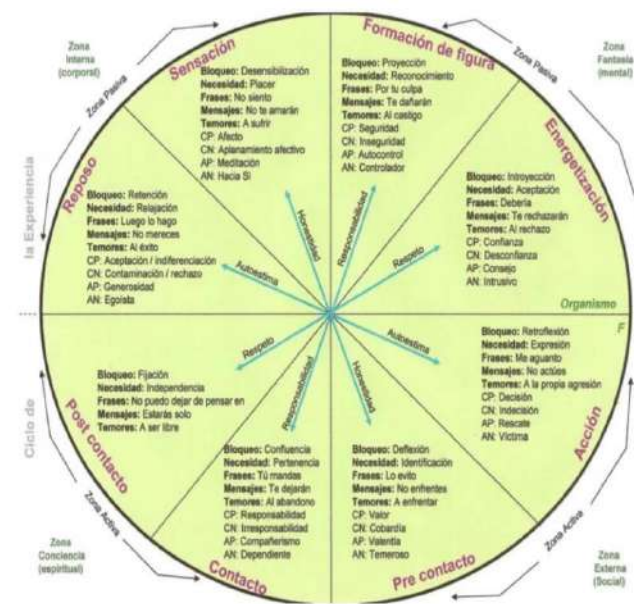 Zona
Interna
(corporal)
Zona Pasiva
Sensación
Bloqueo: Desensibilización
Necesidad: Placer
Frases: No siento
Mensajes: No te amarán
Temores: A sufrir
CP: Afecto
CN: Aplanamiento afectivo
AP: Meditación
AN: Hacia Sí
Honestidad
Formación de figura
Bloqueo: Proyección
Necesidad: Reconocimiento
Frases: Por tu culpa
Mensajes: Te dañarán
Temores: Al castigo
CP: Seguridad
CN: Inseguridad
AP: Autocontrol
AN: Controlador
Responsabilidad
Zona Pasiva
Zona
Fantasía
(mental)
Energetización
Bloqueo: Introyección
Necesidad: Aceptación
Frases: Debería
Mensajes: Te rechazarán
Temores: Al rechazo
CP: Confianza
CN: Desconfianza
AP: Consejo
AN: Intrusivo
Respeto
Organismo
la Experiencia
Reposo
Bloqueo: Retención
Necesidad: Relajación
Frases: Luego lo hago
Mensajes: No mereces
Temores: Al éxito
CP: Aceptación / indiferenciación
CN: Contaminación / rechazo
AP: Generosidad
AN: Egoísta
Autoestima
F
Autoestima
Bloqueo: Retroflexión
Necesidad: Expresión
Frases: Me aguanto
Mensajes: No actúes
Temores: A la propia agresión
CP: Decisión
CN: Indecisión
AP: Rescate
AN: Víctima
Acción
Ciclo de
Respeto
Bloqueo: Fijación
Necesidad: Independencia
Frases: No puedo dejar de pensar en
Mensajes: Estarás solo
Temores: A ser libre
Post contacto
Responsabilidad
Bloqueo: Confluencia
Necesidad: Pertenencia
Frases: Tú mandas
Mensajes: Te dejarán
Temores: Al abandono
CP: Responsabilidad
CN: Irresponsabilidad
AP: Compañerismo
AN: Dependiente
Contacto
Honestidad
Bloqueo: Deflexión
Necesidad: Identificación
Frases: Lo evito
Mensajes: No enfrentes
Temores: A enfrentar
CP: Valor
CN: Cobardía
AP: Valentía
AN: Temeroso
Pre contacto
Zona Activa
Zona
Conciencia
(espiritual)
Zona Activa
Zona
Externa
(Social)